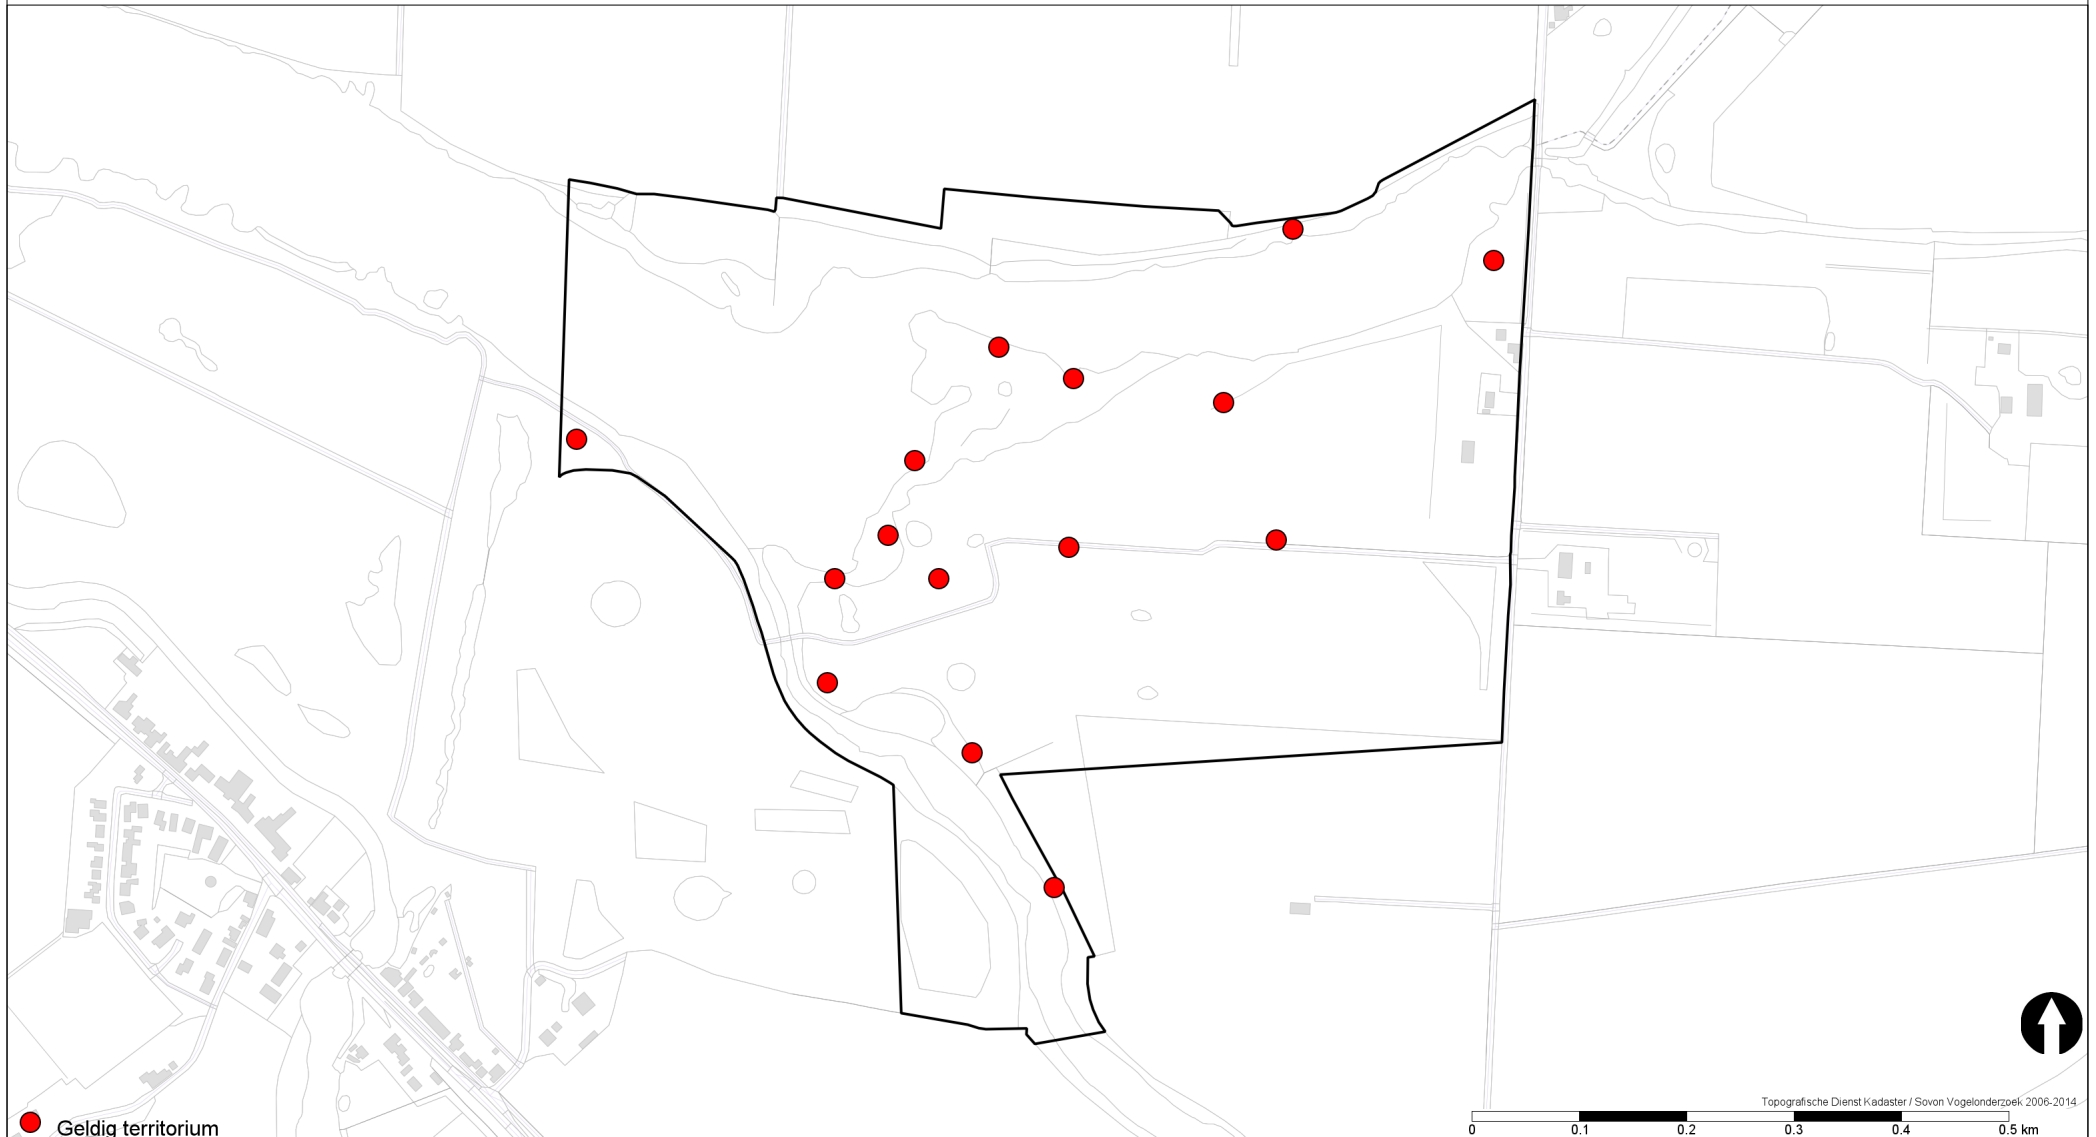 Topografische Dienst Kadaster / Sovon Vogelonderzoek 2006-2014
0 0.1 0.2 0.3 0.4 0.5 km
Geldig territorium